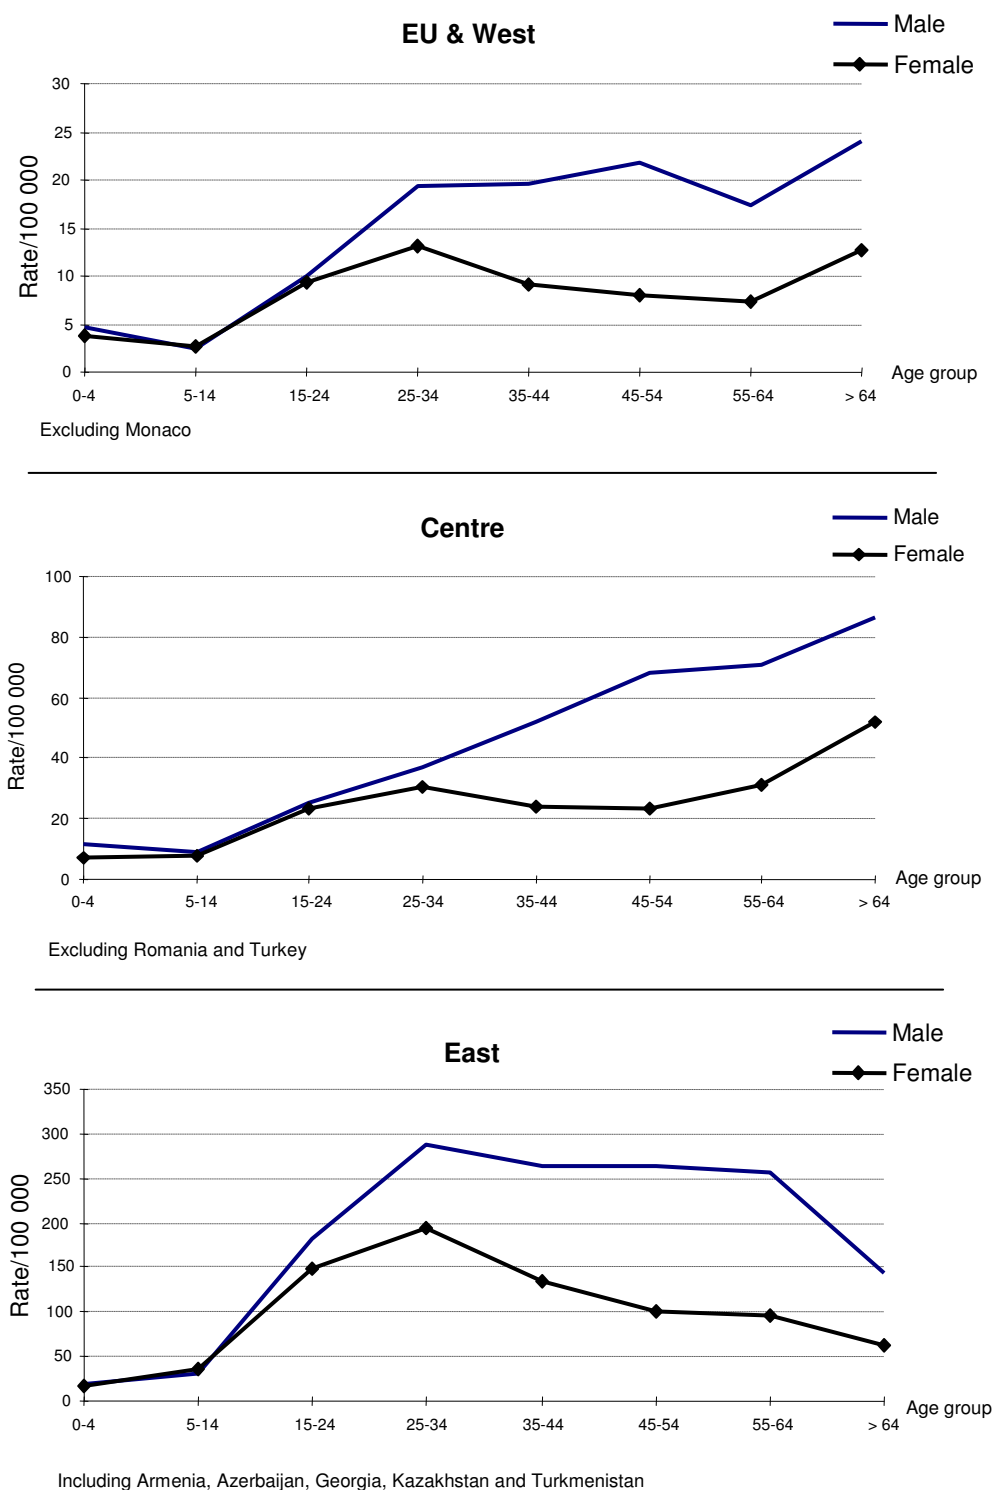 EU & West
Male
Female
Rate/100 000
30
25
20
15
10
5
0
0-4 5-14 15-24 25-34 35-44 45-54 55-64 > 64
Age group
Excluding Monaco
Centre
Male
Female
Rate/100 000
100
80
60
40
20
0
0-4 5-14 15-24 25-34 35-44 45-54 55-64 > 64
Age group
Excluding Romania and Turkey
East
Male
Female
Rate/100 000
350
300
250
200
150
100
50
0
0-4 5-14 15-24 25-34 35-44 45-54 55-64 > 64
Age group
Including Armenia, Azerbaijan, Georgia, Kazakhstan and Turkmenistan